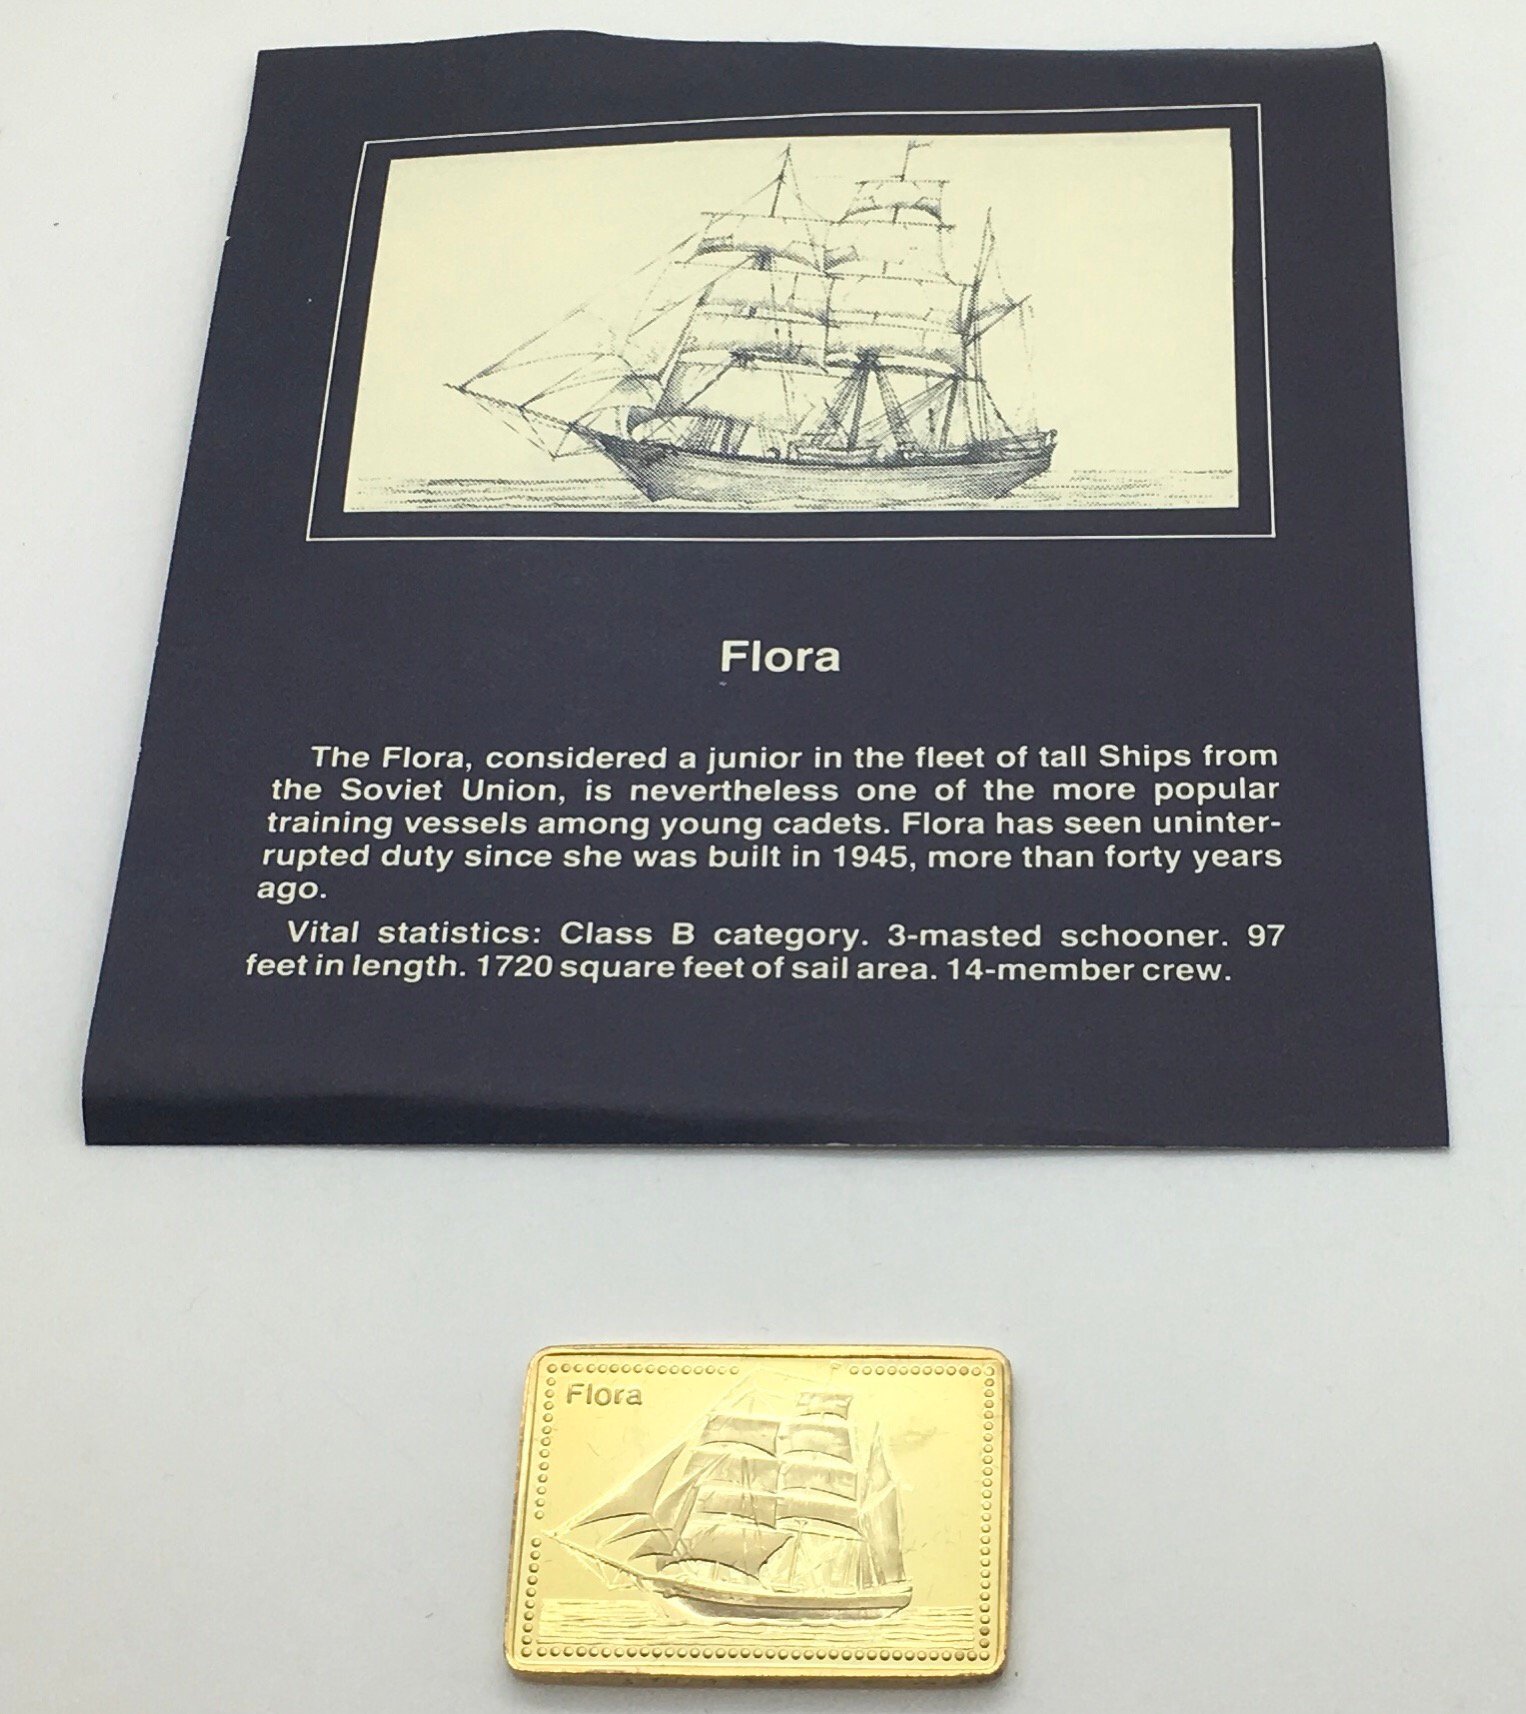 Flora
The Flora, considered a junior in the fleet of tall Ships from
the Soviet Union, is nevertheless one of the more popular
training vessels among young cadets. Flora has seen uninter-
rupted duty since she was built in 1945, more than forty years
ago.
Vital statistics: Class B category. 3-masted schooner. 97
feet in length. 1720 square feet of sail area. 14-member crew.
Flora